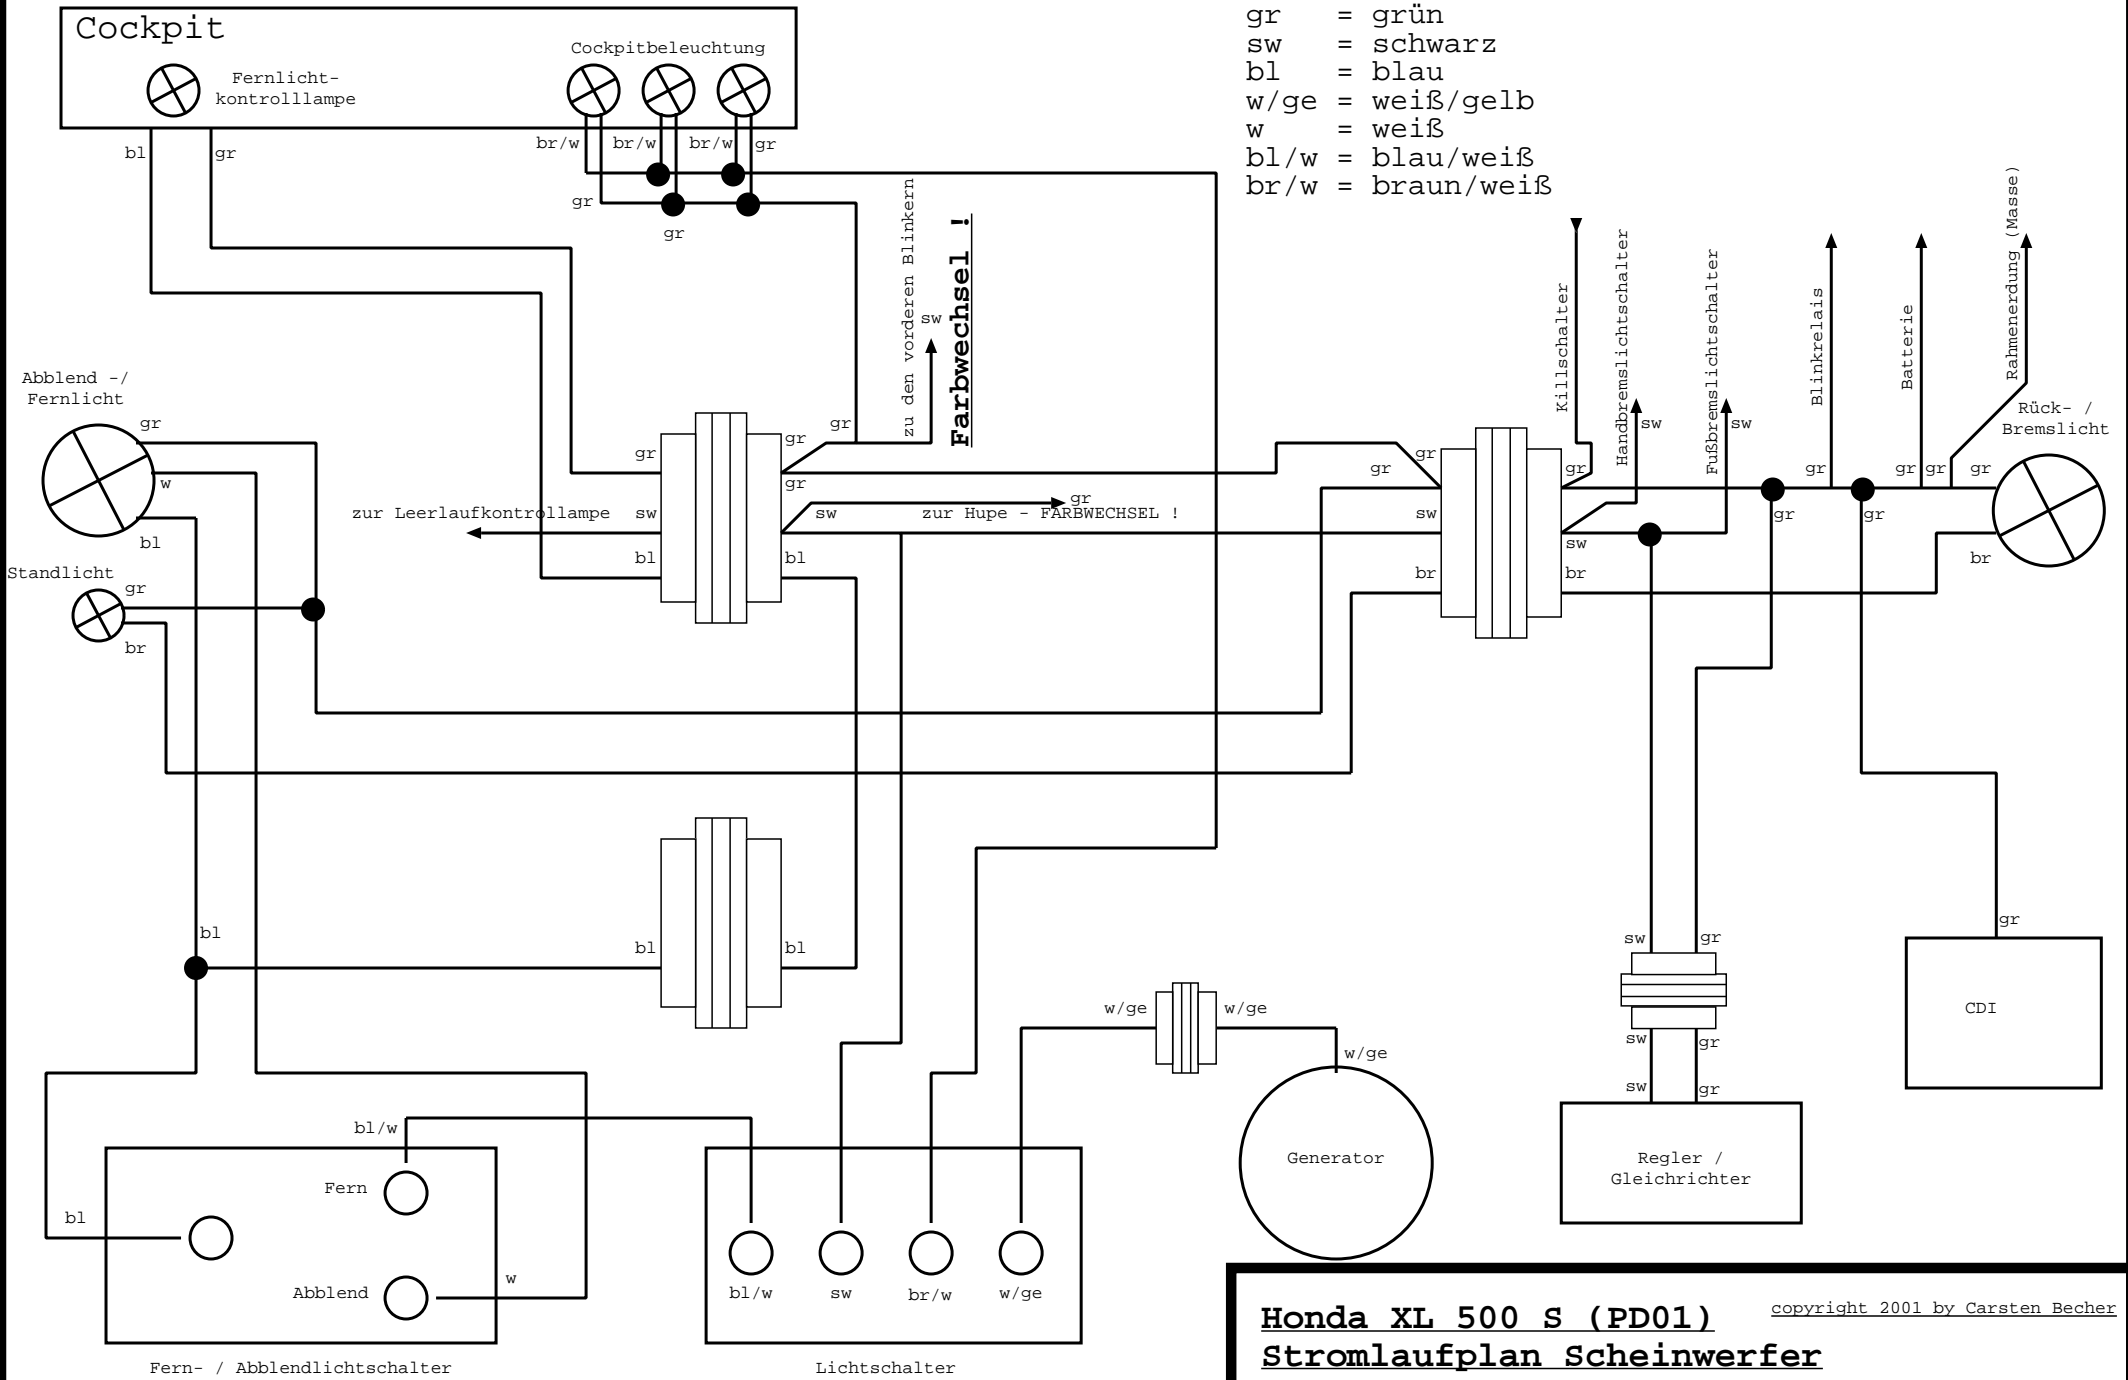 Cockpit
Cockpitbeleuchtung
Fernlicht-
kontrolllampe
gr = grün
sw = schwarz
bl = blau
w/ge = weiß/gelb
w = weiß
bl/w = blau/weiß
br/w = braun/weiß
bl
gr
br/w
br/w
br/w
gr
gr
gr
zu den vorderen Blinkern
sw
Farbwechsel !
Killschalter
Handbremslichtschalter
sw
Fußbremslichtschalter
sw
Blinkrelais
Batterie
Rahmenerdung (Masse)
Abblend -/
Fernlicht
gr
w
bl
Standlicht
gr
br
gr
gr
gr
gr
zur Leerlaufkontrollampe
sw
sw
zur Hupe - FARBWECHSEL !
gr
bl
bl
gr
gr
gr
sw
sw
br
br
gr
gr
gr
gr
gr
gr
Rück- /
Bremslicht
br
bl
bl
bl
w/ge
w/ge
w/ge
Generator
sw
gr
sw
gr
sw
gr
Regler /
Gleichrichter
gr
CDI
bl/w
Fern
bl
Abblend
w
Fern- / Abblendlichtschalter
bl/w
sw
br/w
w/ge
Lichtschalter
Honda XL 500 S (PD01)
copyright 2001 by Carsten Becher
Stromlaufplan Scheinwerfer